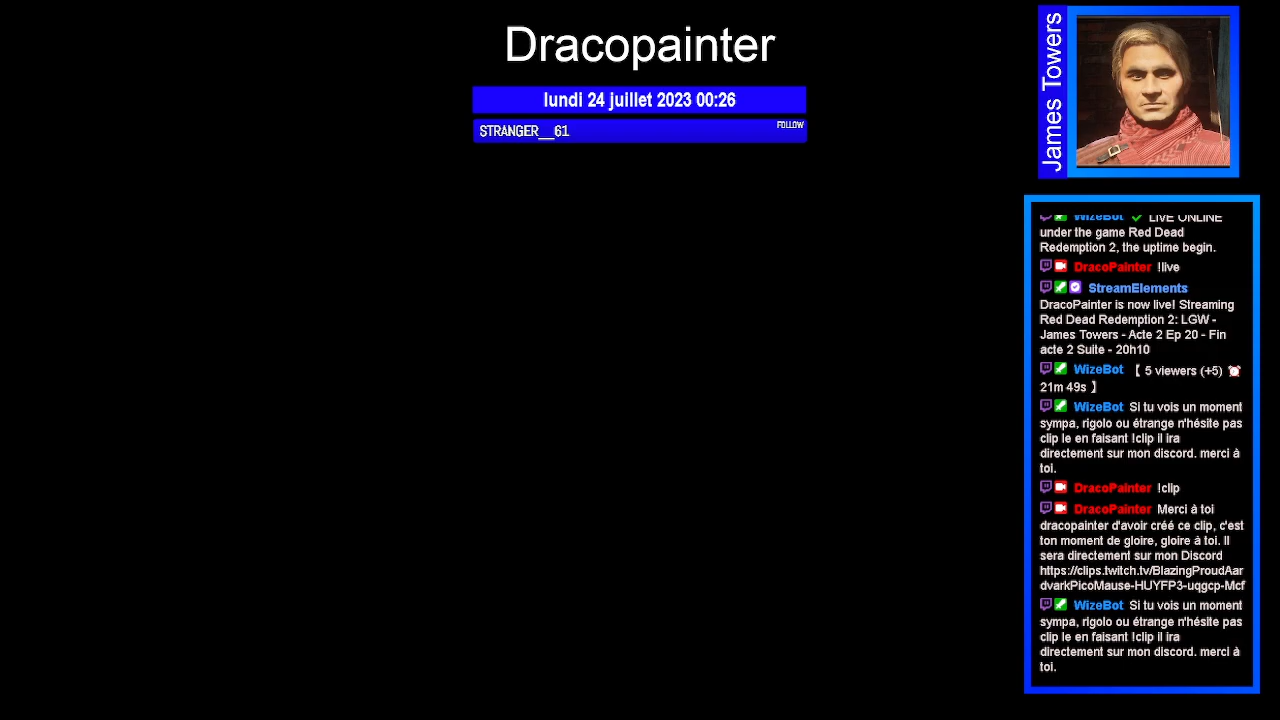 Dracopainter
lundi 24 juillet 2023 00:26
STRANGER__61
FOLLOW
James Towers
WizeBot LIVE ONLINE
under the game Red Dead
Redemption 2, the uptime begin.
DracoPainter !live
StreamElements
DracoPainter is now live! Streaming
Red Dead Redemption 2: LGW -
James Towers - Acte 2 Ep 20 - Fin
acte 2 Suite - 20h10
WizeBot 【 5 viewers (+5) ⏰
21m 49s 】
WizeBot Si tu vois un moment
sympa, rigolo ou étrange n'hésite pas
clip le en faisant !clip il ira
directement sur mon discord. merci à
toi.
DracoPainter !clip
DracoPainter Merci à toi
dracopainter d'avoir créé ce clip, c'est
ton moment de gloire, gloire à toi. Il
sera directement sur mon Discord
https://clips.twitch.tv/BlazingProudAar
dvarkPicoMause-HUYFP3-uqgcp-Mcf
WizeBot Si tu vois un moment
sympa, rigolo ou étrange n'hésite pas
clip le en faisant !clip il ira
directement sur mon discord. merci à
toi.